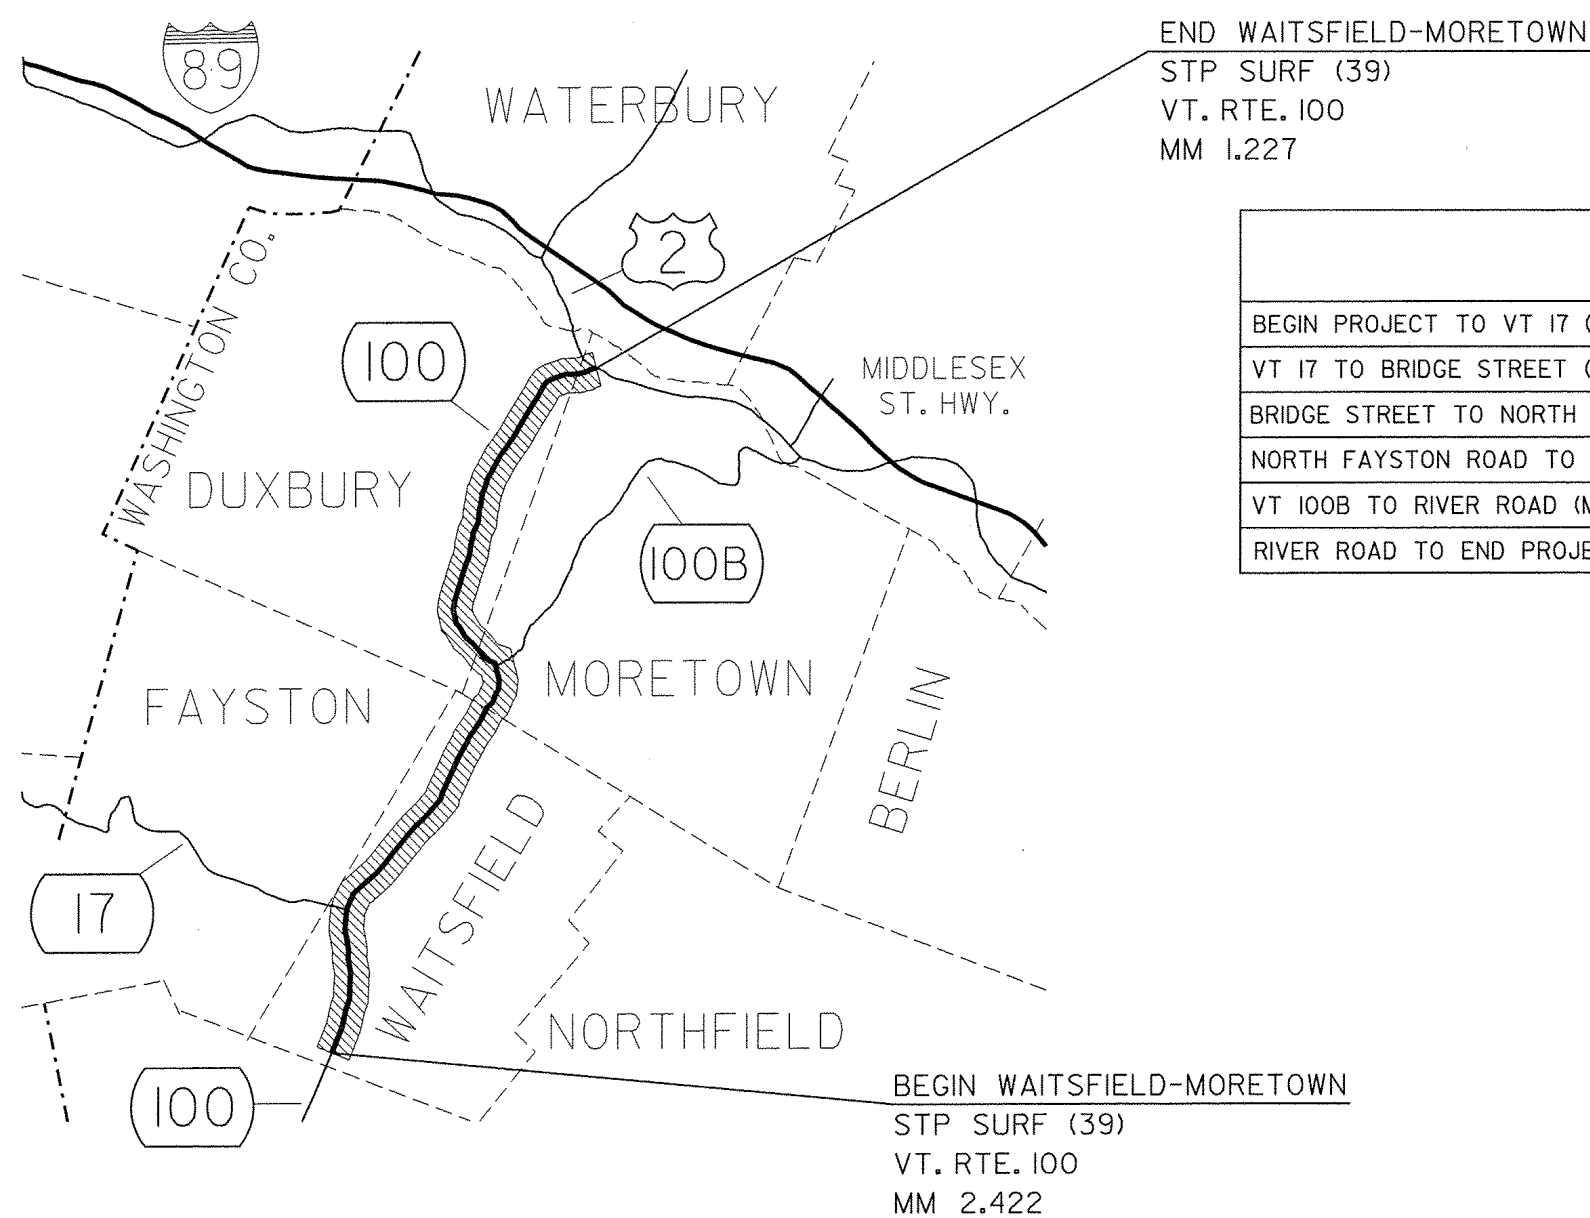 END WAITSFIELD-MORETOWN
STP SURF (39)
VT. RTE. 100
MM 1.227
89
WATERBURY
2
WASHINGTON CO.
100
MIDDLESEX
ST. HWY.
DUXBURY
100B
MORETOWN
FAYSTON
BERLIN
17
WAITSFIELD
NORTHFIELD
100
BEGIN WAITSFIELD-MORETOWN
STP SURF (39)
VT. RTE. 100
MM 2.422
BEGIN PROJECT TO VT 17 (
VT 17 TO BRIDGE STREET (
BRIDGE STREET TO NORTH
NORTH FAYSTON ROAD TO
VT 100B TO RIVER ROAD (M
RIVER ROAD TO END PROJE